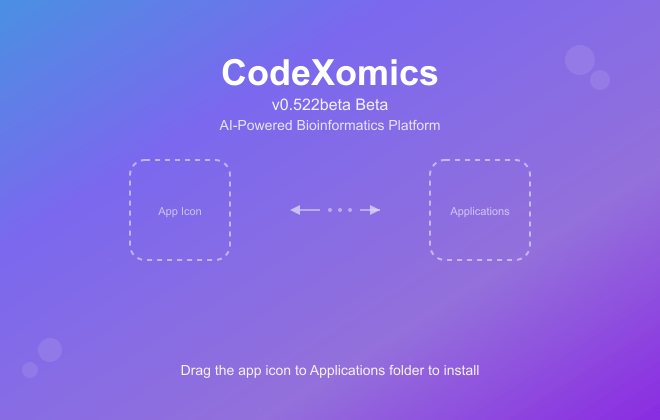 CodeXomics
v0.522beta Beta
AI-Powered Bioinformatics Platform
App Icon
Applications
Drag the app icon to Applications folder to install